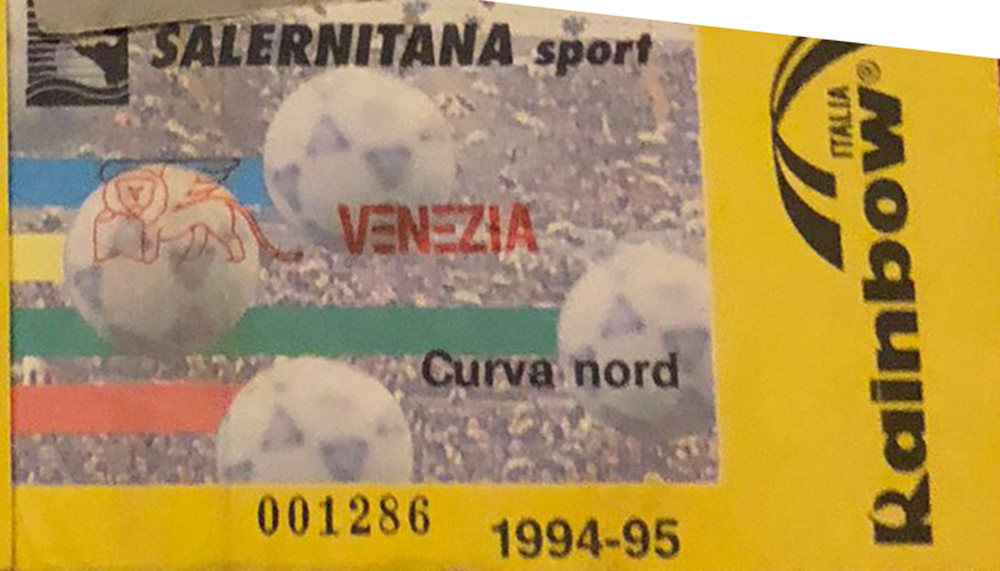 SALERNITANA sport
VENEZIA
Curva nord
001286
1994-95
Rainbow®
ITALIA